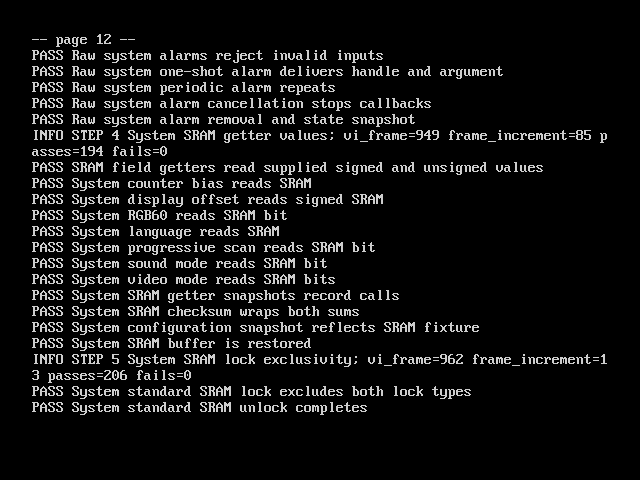 -- page 12 --
PASS Raw system alarms reject invalid inputs
PASS Raw system one-shot alarm delivers handle and argument
PASS Raw system periodic alarm repeats
PASS Raw system alarm cancellation stops callbacks
PASS Raw system alarm removal and state snapshot
INFO STEP 4 System SRAM getter values; vi_frame=949 frame_increment=85 p
asses=194 fails=0
PASS SRAM field getters read supplied signed and unsigned values
PASS System counter bias reads SRAM
PASS System display offset reads signed SRAM
PASS System RGB60 reads SRAM bit
PASS System language reads SRAM
PASS System progressive scan reads SRAM bit
PASS System sound mode reads SRAM bit
PASS System video mode reads SRAM bits
PASS System SRAM getter snapshots record calls
PASS System SRAM checksum wraps both sums
PASS System configuration snapshot reflects SRAM fixture
PASS System SRAM buffer is restored
INFO STEP 5 System SRAM lock exclusivity; vi_frame=962 frame_increment=1
3 passes=206 fails=0
PASS System standard SRAM lock excludes both lock types
PASS System standard SRAM unlock completes